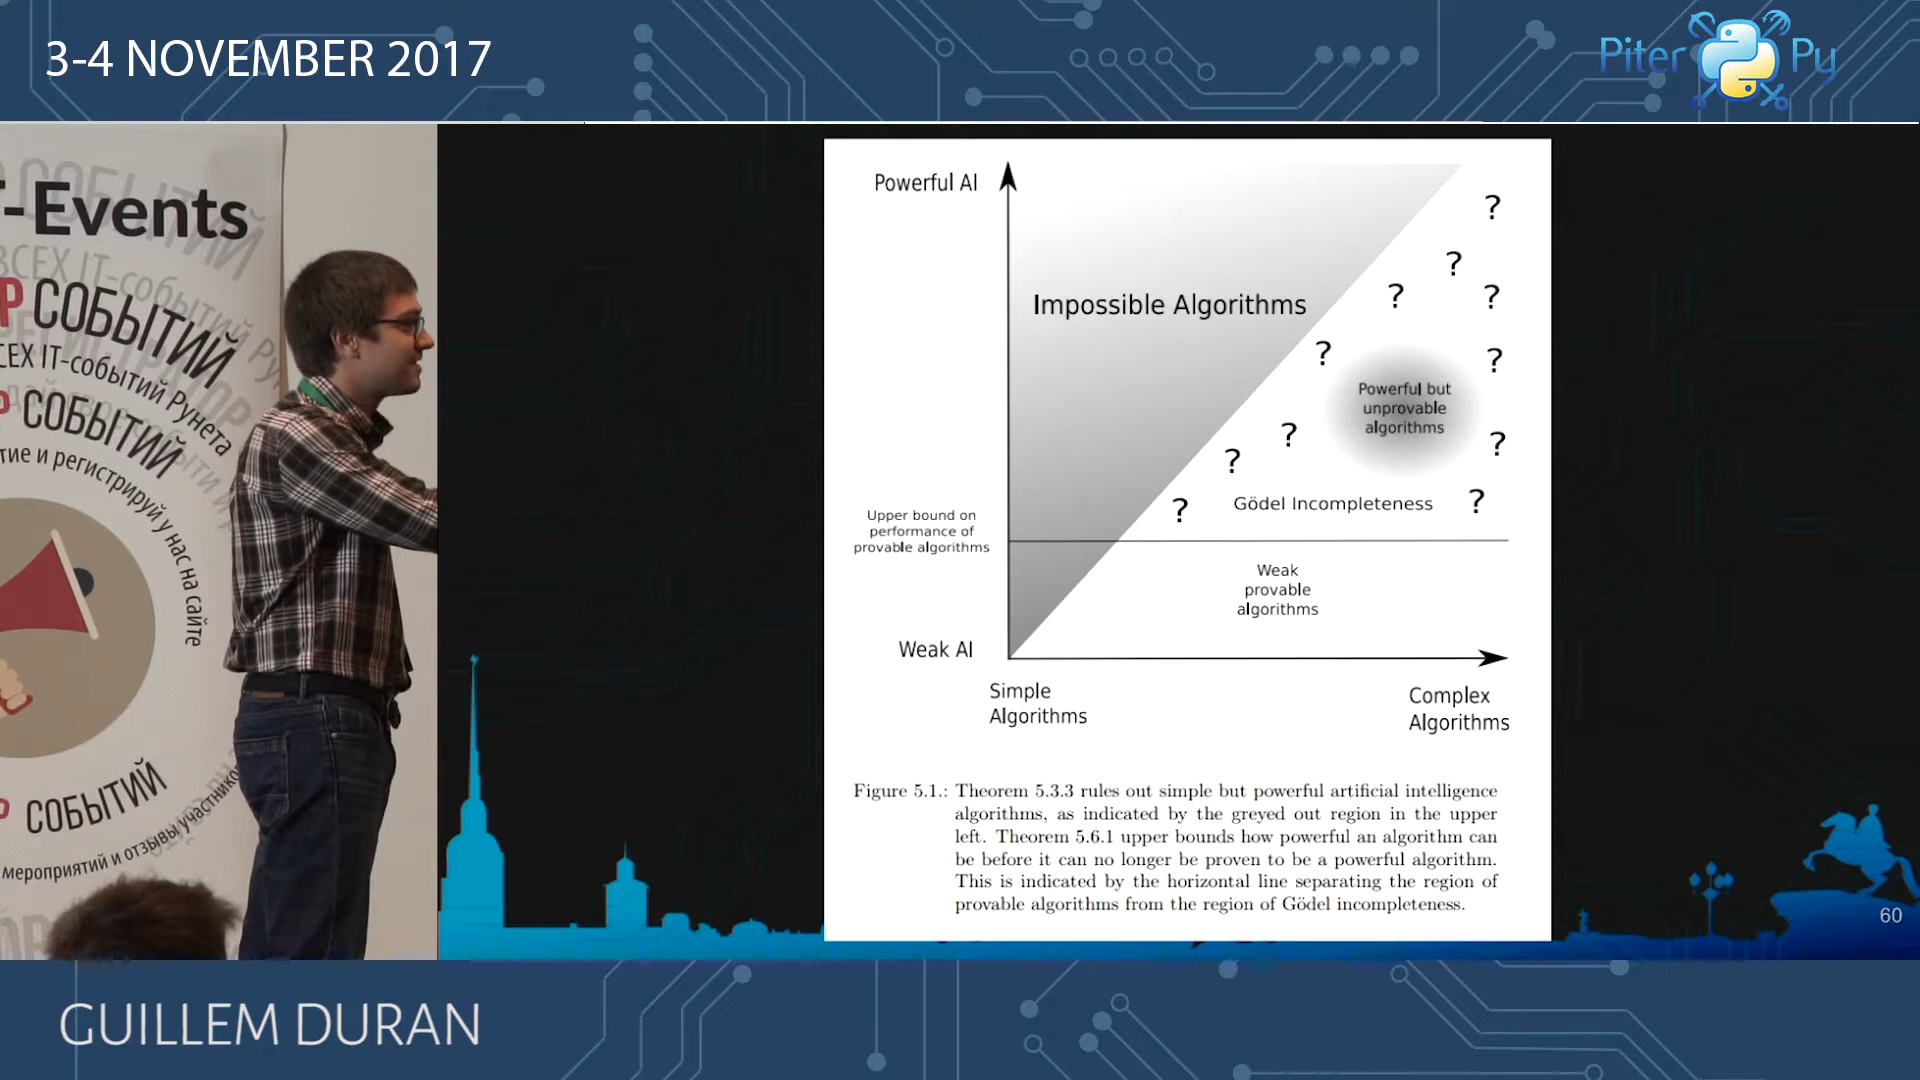 3-4 NOVEMBER 2017
Piter Py
-Events
СОБЫТИЙ
ВСЕХ IT-событий
Р СОБЫТИЙ
СЕХ IT-событий Рунета
СОБЫТИЙ
тие и регистрируй у нас на сайте
Р СОБЫТИЙ
мероприятий и отзывы участнико
Powerful AI
Impossible Algorithms
?
?
?
?
?
?
Powerful but
unprovable
algorithms
?
?
?
?
Gödel Incompleteness
?
?
Upper bound on
performance of
provable algorithms
Weak
provable
algorithms
Weak AI
Simple
Algorithms
Complex
Algorithms
Figure 5.1.: Theorem 5.3.3 rules out simple but powerful artificial intelligence
algorithms, as indicated by the greyed out region in the upper
left. Theorem 5.6.1 upper bounds how powerful an algorithm can
be before it can no longer be proven to be a powerful algorithm.
This is indicated by the horizontal line separating the region of
provable algorithms from the region of Gödel incompleteness.
60
GUILLEM DURAN